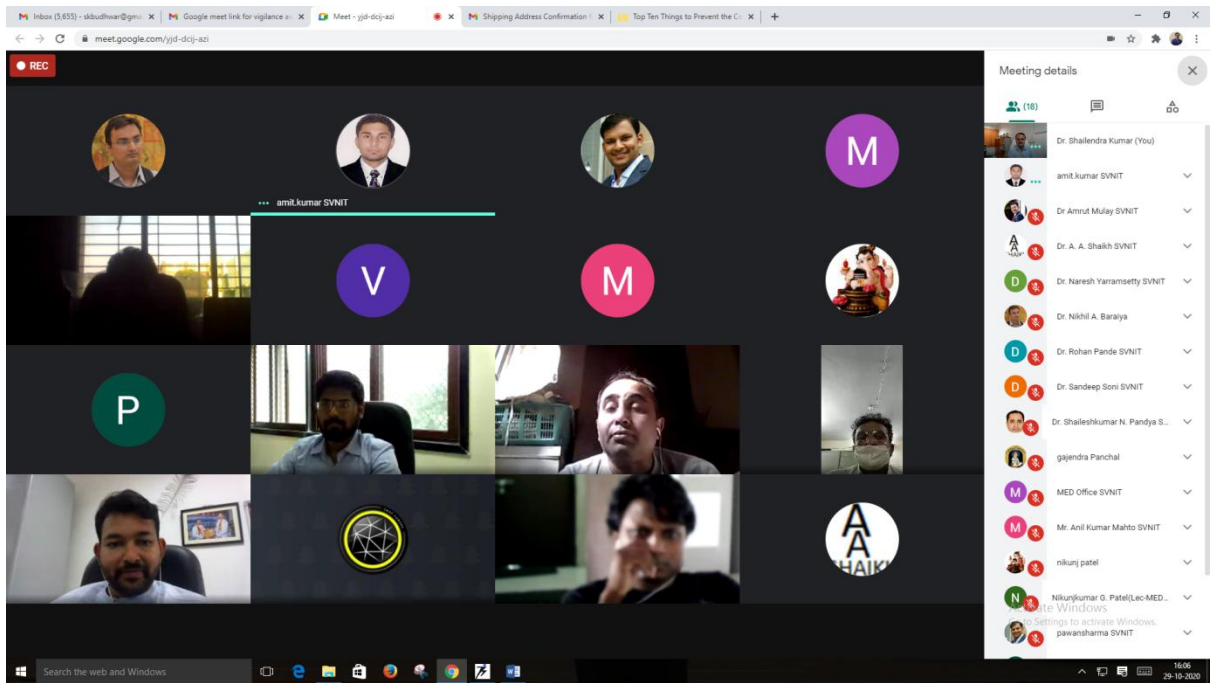 Inbox (5,655) - skbudhwar@gma
Google meet link for vigilance a
Meet - yjd-dcij-azi
Shipping Address Confirmation f
Top Ten Things to Prevent the C
meet.google.com/yjd-dcij-azi
REC
Meeting details
(18)
M
Dr. Shailendra Kumar (You)
amit.kumar SVNIT
amit.kumar SVNIT
Dr Amrut Mulay SVNIT
V
M
A
A
SHAIKH
Dr. A. A. Shaikh SVNIT
D
Dr. Naresh Yarramsetty SVNIT
Dr. Nikhil A. Baraiya
D
Dr. Rohan Pande SVNIT
P
D
Dr. Sandeep Soni SVNIT
Dr. Shaileshkumar N. Pandya S...
gajendra Panchal
M
MED Office SVNIT
A
A
HAIK
M
Mr. Anil Kumar Mahto SVNIT
nikunj patel
N
Nikunjkumar G. Patel(Lec-MED...
Activate Windows
Go to Settings to activate Windows.
pawansharma SVNIT
Search the web and Windows
16:06
29-10-2020